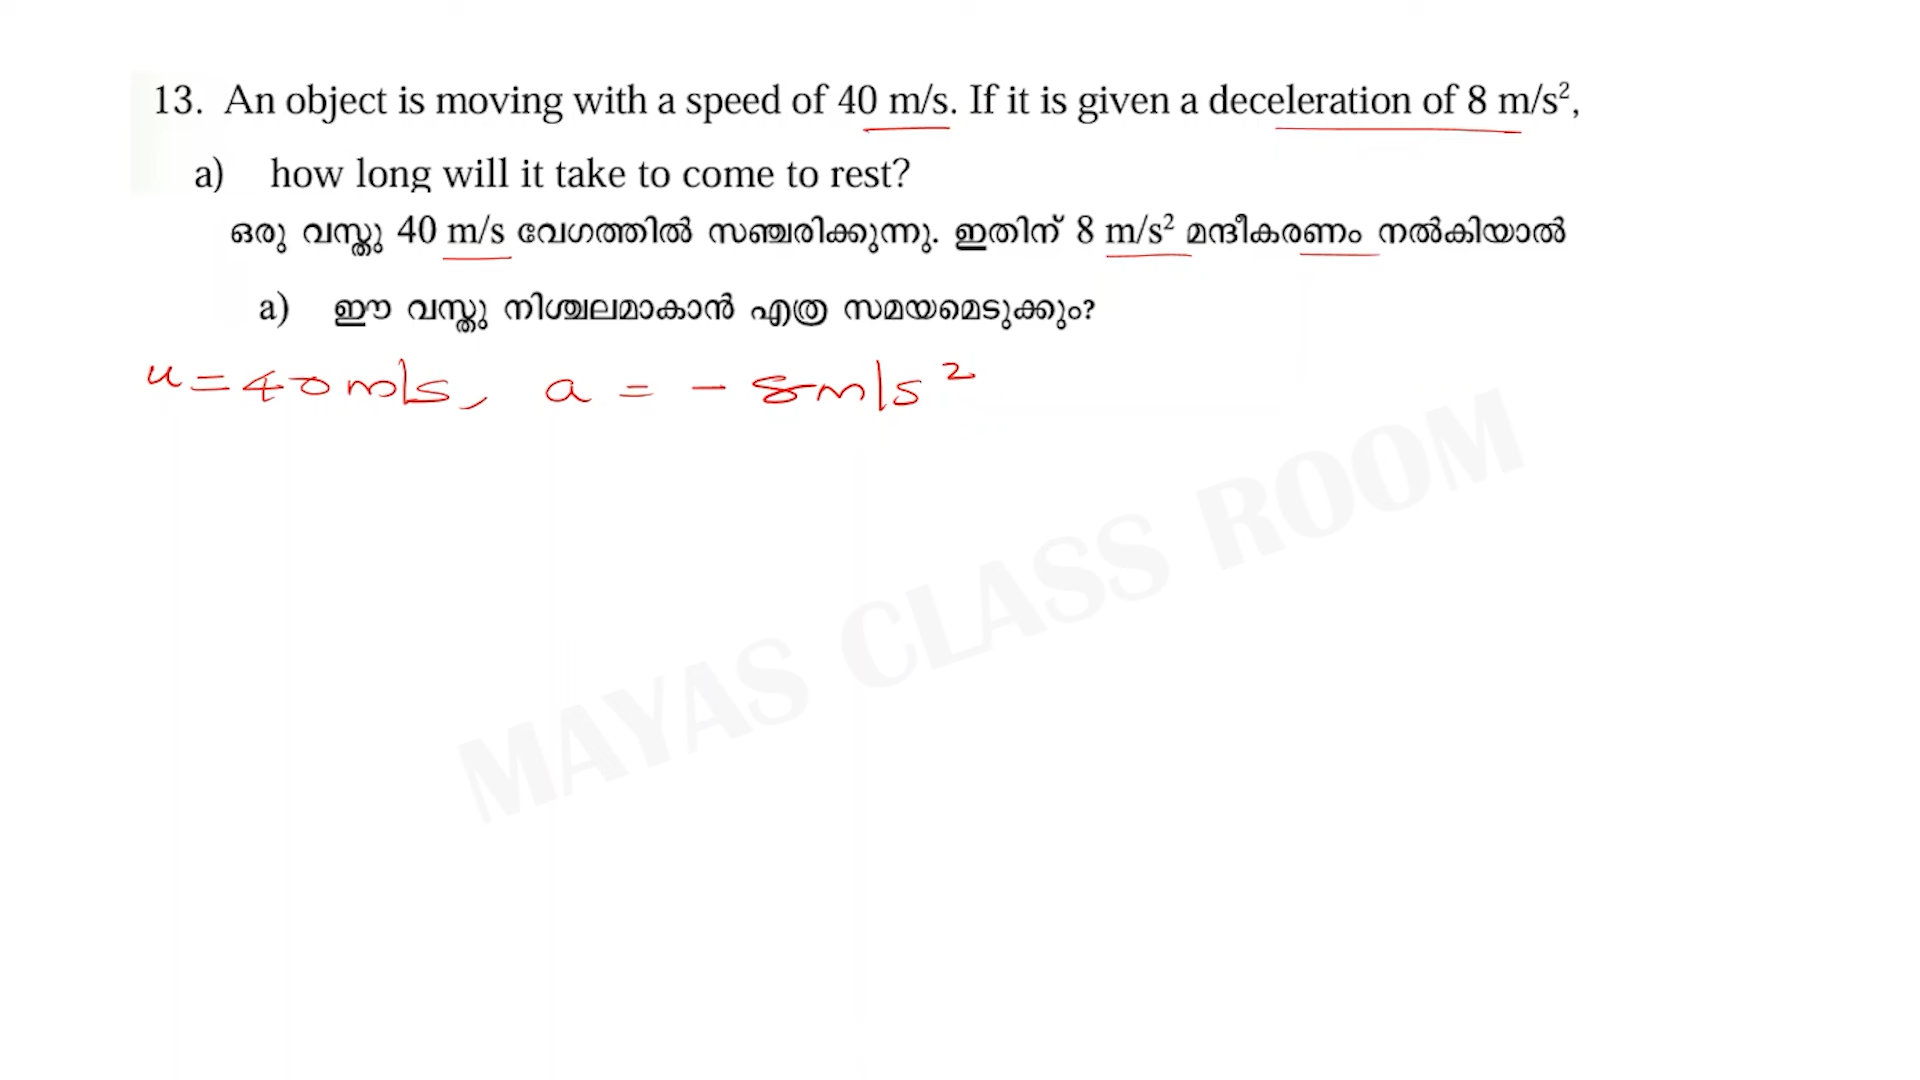 13. An object is moving with a speed of 40 m/s. If it is given a deceleration of 8 m/s²,
a) how long will it take to come to rest?
ഒരു വസ്തു 40 m/s വേഗത്തിൽ സഞ്ചരിക്കുന്നു. ഇതിന് 8 m/s² മന്ദീകരണം നൽകിയാൽ
a) ഈ വസ്തു നിശ്ചലമാകാൻ എത്ര സമയമെടുക്കും?
u = 40 m/s, a = - 8m/s²
MAYAS CLASS ROOM